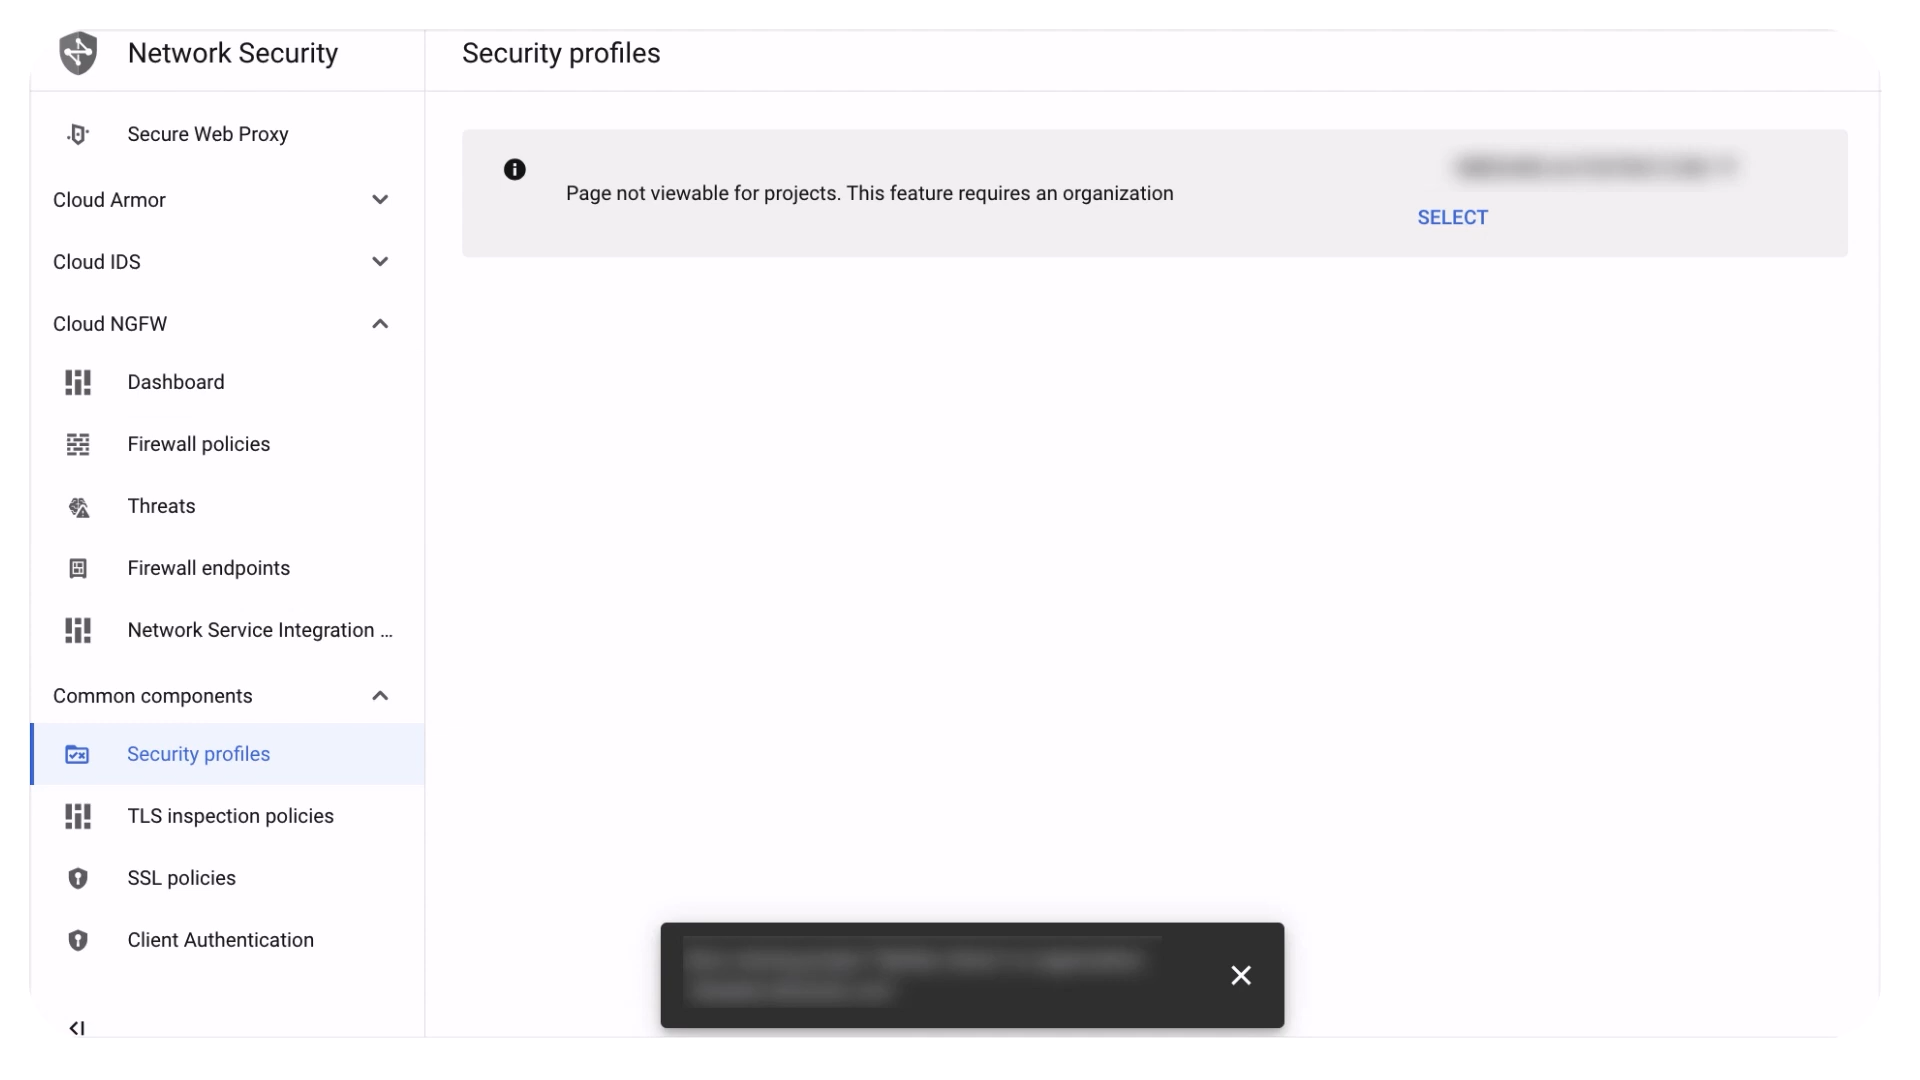 Network Security
Security profiles
Secure Web Proxy
Cloud Armor
Cloud IDS
Cloud NGFW
Dashboard
Firewall policies
Threats
Firewall endpoints
Network Service Integration ...
Common components
Security profiles
TLS inspection policies
SSL policies
Client Authentication
Page not viewable for projects. This feature requires an organization
SELECT